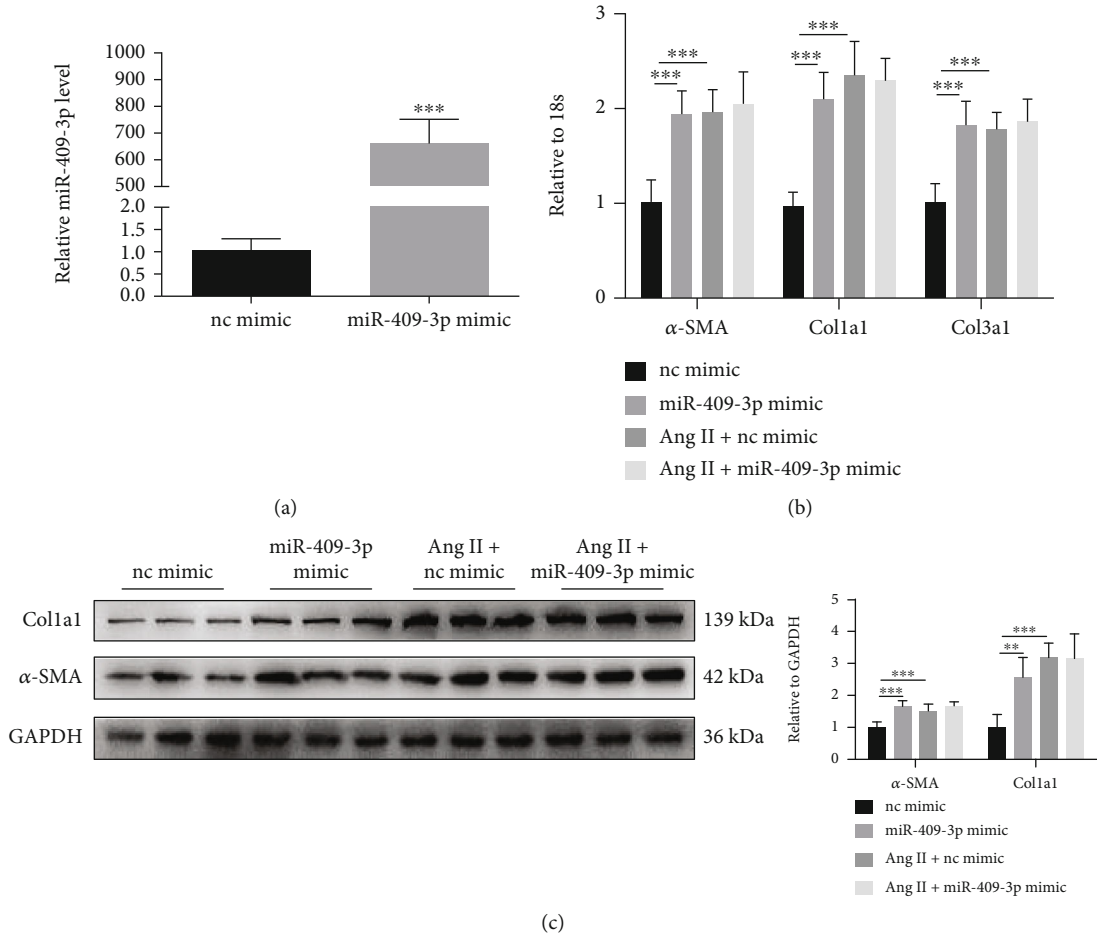 Relative miR-409-3p level
1000
900
800
700
600
500
2.0
1.5
1.0
0.5
0.0
***
nc mimic
miR-409-3p mimic
(a)
Relative to 18s
3
2
1
0
***
***
***
***
***
***
α-SMA
Col1a1
Col3a1
nc mimic
miR-409-3p mimic
Ang II + nc mimic
Ang II + miR-409-3p mimic
(b)
nc mimic
miR-409-3p
mimic
Ang II +
nc mimic
Ang II +
miR-409-3p mimic
Col1a1
139 kDa
α-SMA
42 kDa
GAPDH
36 kDa
Relative to GAPDH
5
4
3
2
1
0
***
***
***
**
α-SMA
Col1a1
nc mimic
miR-409-3p mimic
Ang II + nc mimic
Ang II + miR-409-3p mimic
(c)